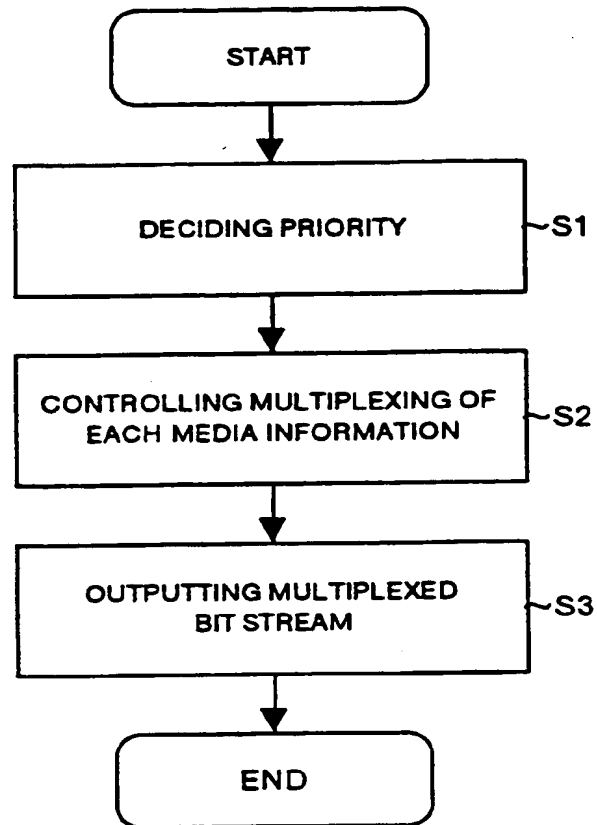 START
DECIDING PRIORITY
~S1
CONTROLLING MULTIPLEXING OF
EACH MEDIA INFORMATION
~S2
OUTPUTTING MULTIPLEXED
BIT STREAM
~S3
END